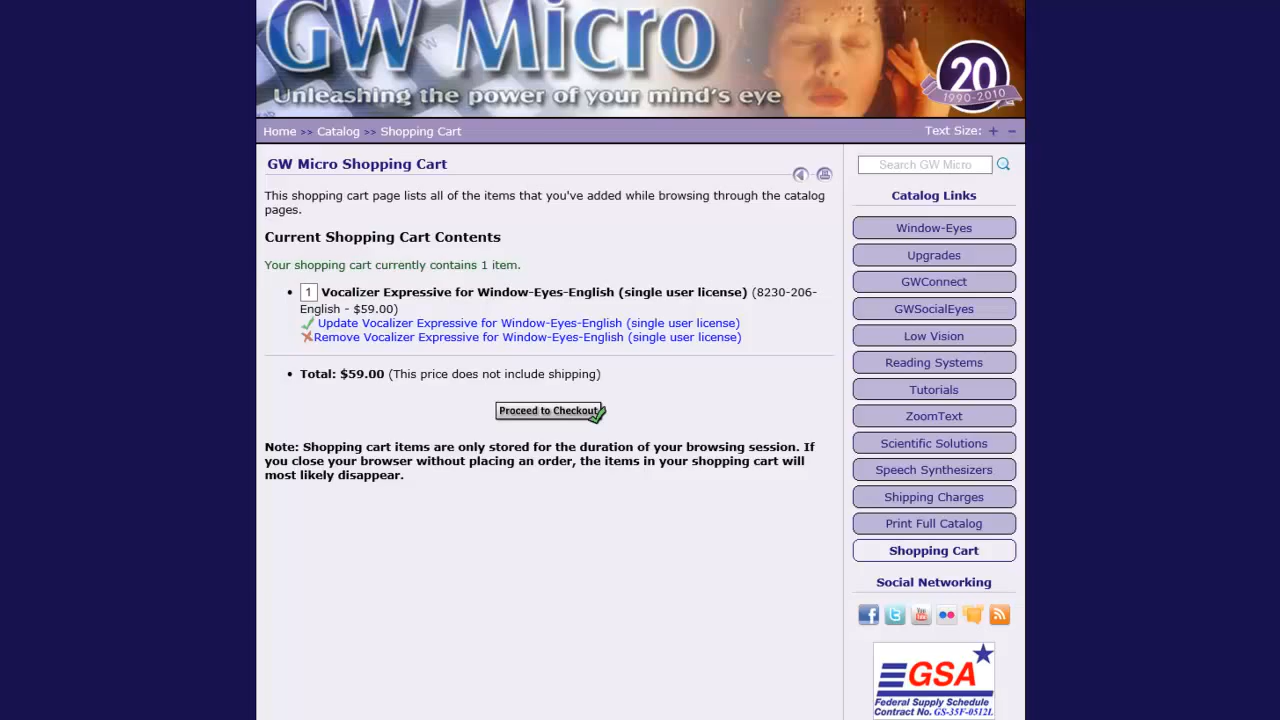 GW Micro
Unleashing the power of your mind's eye
20
1990-2010
Home >> Catalog >> Shopping Cart
Text Size: + −
GW Micro Shopping Cart
This shopping cart page lists all of the items that you've added while browsing through the catalog
pages.
Current Shopping Cart Contents
Your shopping cart currently contains 1 item.
• 1 Vocalizer Expressive for Window-Eyes-English (single user license) (8230-206-
English - $59.00)
Update Vocalizer Expressive for Window-Eyes-English (single user license)
Remove Vocalizer Expressive for Window-Eyes-English (single user license)
• Total: $59.00 (This price does not include shipping)
Proceed to Checkout
Note: Shopping cart items are only stored for the duration of your browsing session. If
you close your browser without placing an order, the items in your shopping cart will
most likely disappear.
Search GW Micro
Catalog Links
Window-Eyes
Upgrades
GWConnect
GWSocialEyes
Low Vision
Reading Systems
Tutorials
ZoomText
Scientific Solutions
Speech Synthesizers
Shipping Charges
Print Full Catalog
Shopping Cart
Social Networking
GSA
Federal Supply Schedule
Contract No. GS-35F-0512L